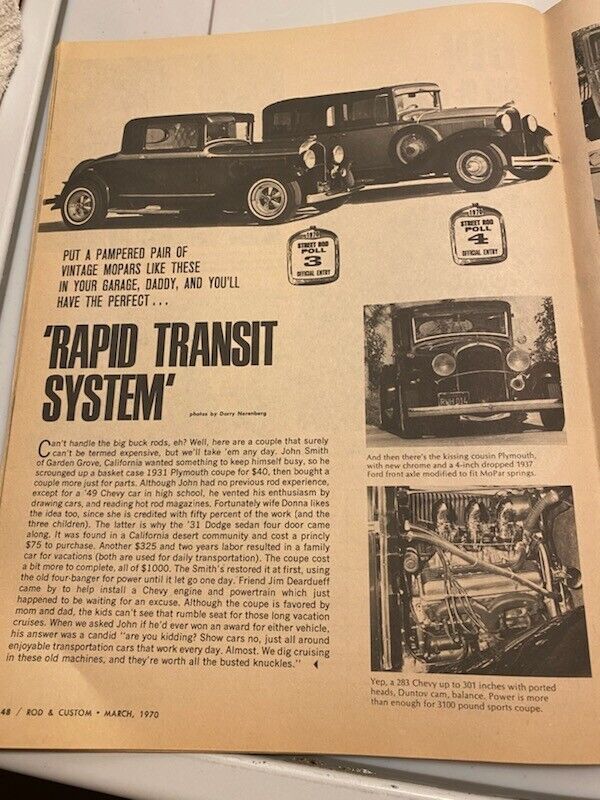 1970
STREET ROD
POLL
3
OFFICIAL ENTRY
1970
STREET ROD
POLL
4
OFFICIAL ENTRY
PUT A PAMPERED PAIR OF
VINTAGE MOPARS LIKE THESE
IN YOUR GARAGE, DADDY, AND YOU'LL
HAVE THE PERFECT...
'RAPID TRANSIT
SYSTEM'
photos by Darry Norenberg
Can't handle the big buck rods, eh? Well, here are a couple that surely
can't be termed expensive, but we'll take 'em any day. John Smith
of Garden Grove, California wanted something to keep himself busy, so he
scrounged up a basket case 1931 Plymouth coupe for $40, then bought a
couple more just for parts. Although John had no previous rod experience,
except for a '49 Chevy car in high school, he vented his enthusiasm by
drawing cars, and reading hot rod magazines. Fortunately wife Donna likes
the idea too, since she is credited with fifty percent of the work (and the
three children). The latter is why the '31 Dodge sedan four door came
along. It was found in a California desert community and cost a princly
$75 to purchase. Another $325 and two years labor resulted in a family
car for vacations (both are used for daily transportation). The coupe cost
a bit more to complete, all of $1000. The Smith's restored it at first, using
the old four-banger for power until it let go one day. Friend Jim Dearduff
came by to help install a Chevy engine and powertrain which just
happened to be waiting for an excuse. Although the coupe is favored by
mom and dad, the kids can't see that rumble seat for those long vacation
cruises. When we asked John if he'd ever won an award for either vehicle,
his answer was a candid "are you kidding? Show cars no, just all around
enjoyable transportation cars that work every day. Almost. We dig cruising
in these old machines, and they're worth all the busted knuckles."
And then there's the kissing cousin Plymouth,
with new chrome and a 4-inch dropped 1937
Ford front axle modified to fit MoPar springs.
Yep, a 283 Chevy up to 301 inches with ported
heads, Duntov cam, balance. Power is more
than enough for 3100 pound sports coupe.
48 / ROD & CUSTOM • MARCH, 1970